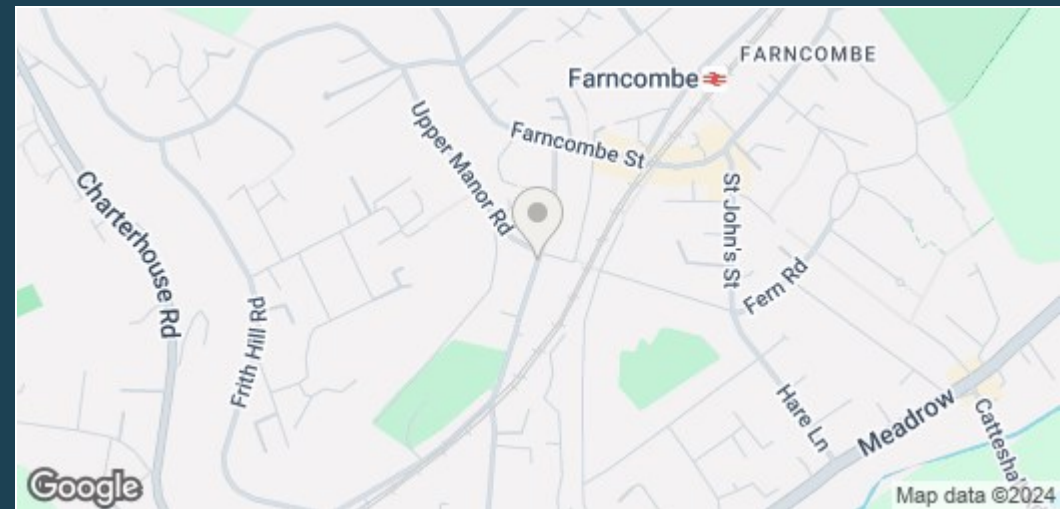 FARNCOMBE
Farncombe
Farncombe St
Upper Manor Rd
St John's St
Charterhouse Rd
Fern Rd
Frith Hill Rd
Hare Ln
Meadrow
Google
Map data ©2024